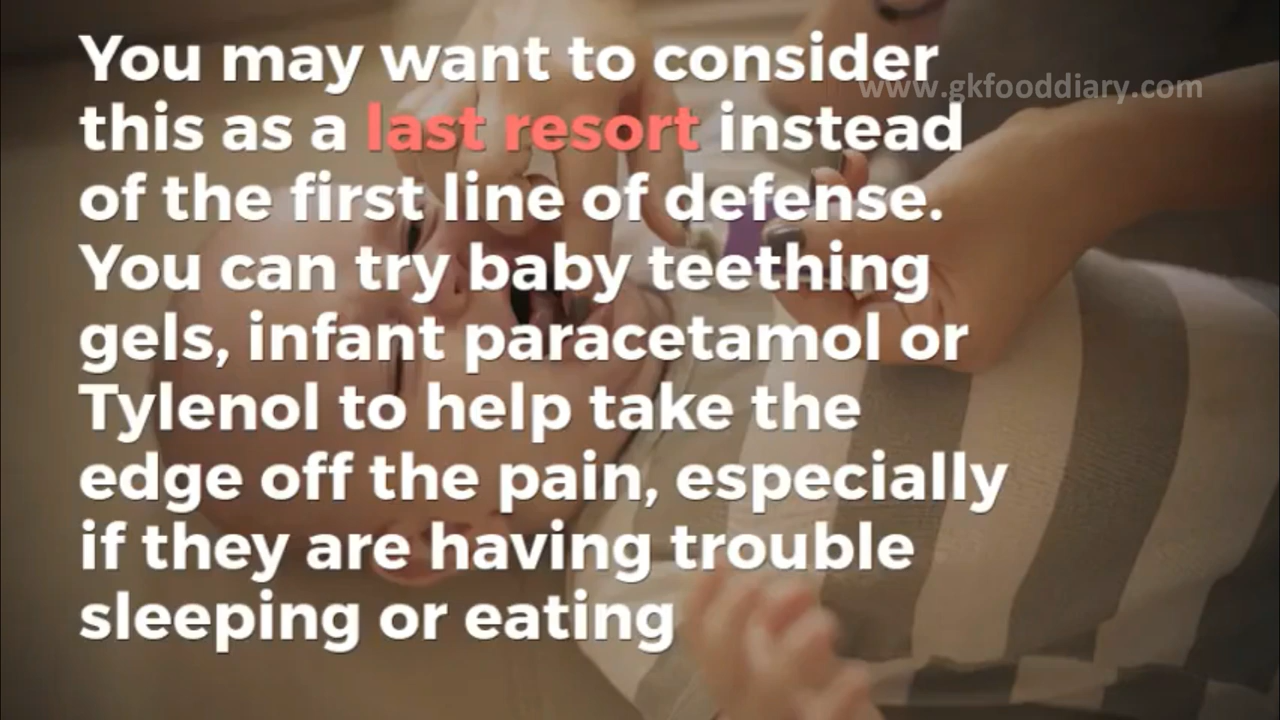 You may want to consider
www.gkfooddiary.com
this as a last resort instead
of the first line of defense.
You can try baby teething
gels, infant paracetamol or
Tylenol to help take the
edge off the pain, especially
if they are having trouble
sleeping or eating